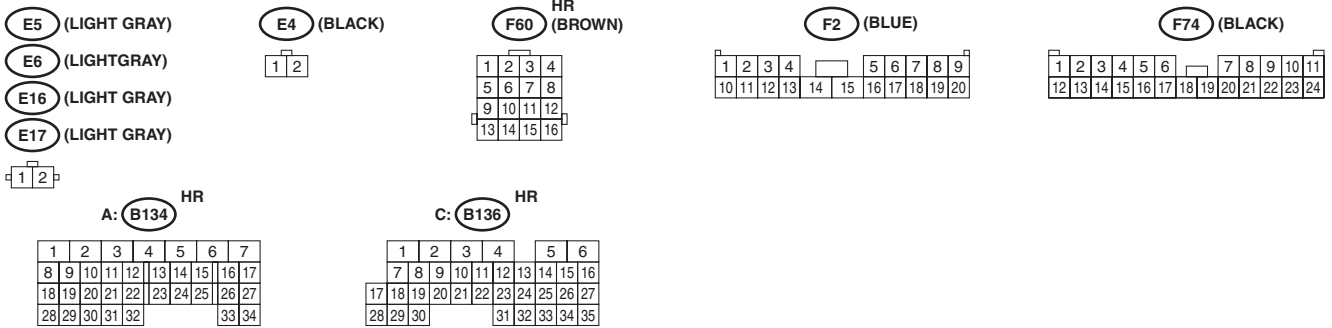 E5 (LIGHT GRAY)
E6 (LIGHTGRAY)
E16 (LIGHT GRAY)
E17 (LIGHT GRAY)
1 2
E4 (BLACK)
1 2
HR
F60 (BROWN)
1 2 3 4
5 6 7 8
9 10 11 12
13 14 15 16
F2 (BLUE)
1 2 3 4 5 6 7 8 9
10 11 12 13 14 15 16 17 18 19 20
F74 (BLACK)
1 2 3 4 5 6 7 8 9 10 11
12 13 14 15 16 17 18 19 20 21 22 23 24
HR
A: B134
1 2 3 4 5 6 7
8 9 10 11 12 13 14 15 16 17
18 19 20 21 22 23 24 25 26 27
28 29 30 31 32 33 34
HR
C: B136
1 2 3 4 5 6
7 8 9 10 11 12 13 14 15 16
17 18 19 20 21 22 23 24 25 26 27
28 29 30 31 32 33 34 35